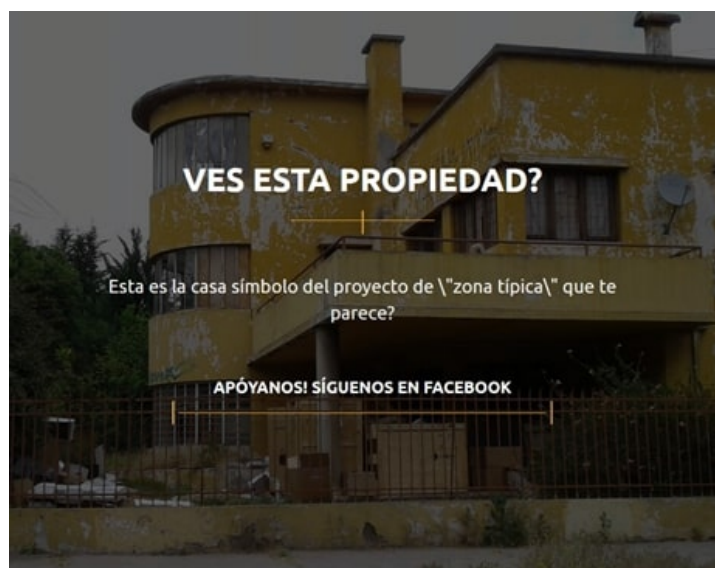 VES ESTA PROPIEDAD?
Esta es la casa símbolo del proyecto de \"zona típica\" que te
parece?
APÓYANOS! SÍGUENOS EN FACEBOOK